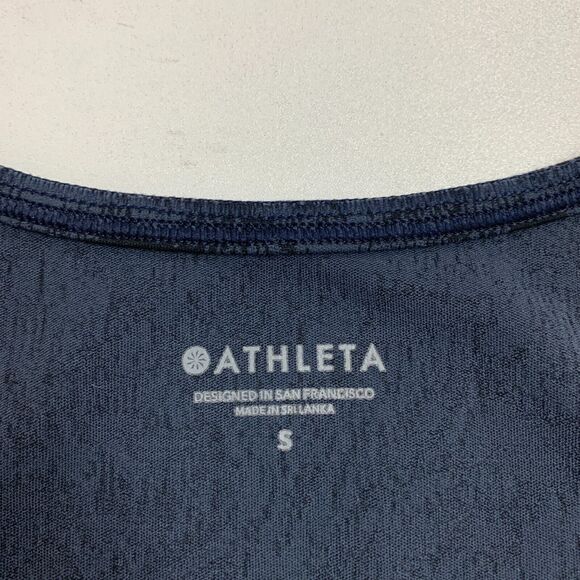 ATHLETA
DESIGNED IN SAN FRANCISCO
MADE IN SRI LANKA
S